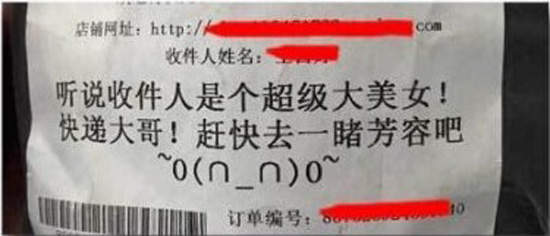 店铺网址：http:/ com
收件人姓名：
听说收件人是个超级大美女！
快递大哥！赶快去一睹芳容吧
~O(∩_∩)O~
订单编号： 40